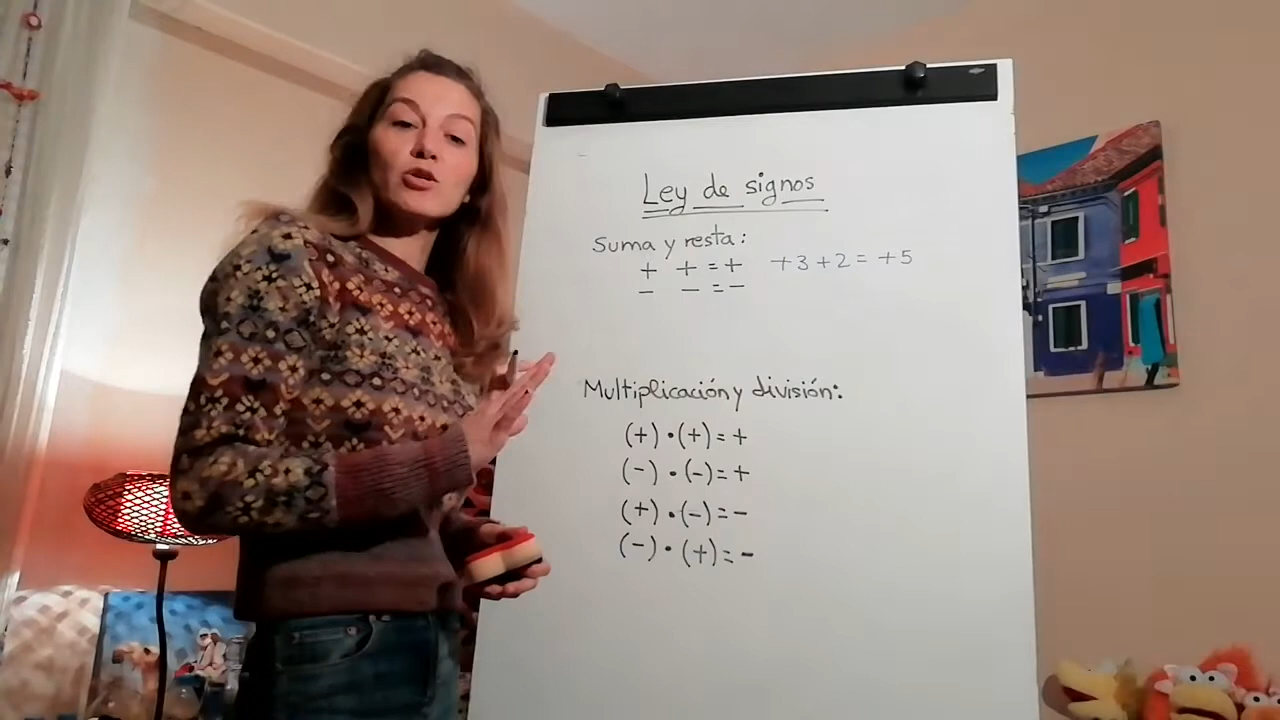 Ley de signos
Suma y resta:
+ + = + +3+2= +5
- - = -
Multiplicación y división:
(+)·(+)= +
(-)·(-)= +
(+)·(-)= -
(-)·(+)= -